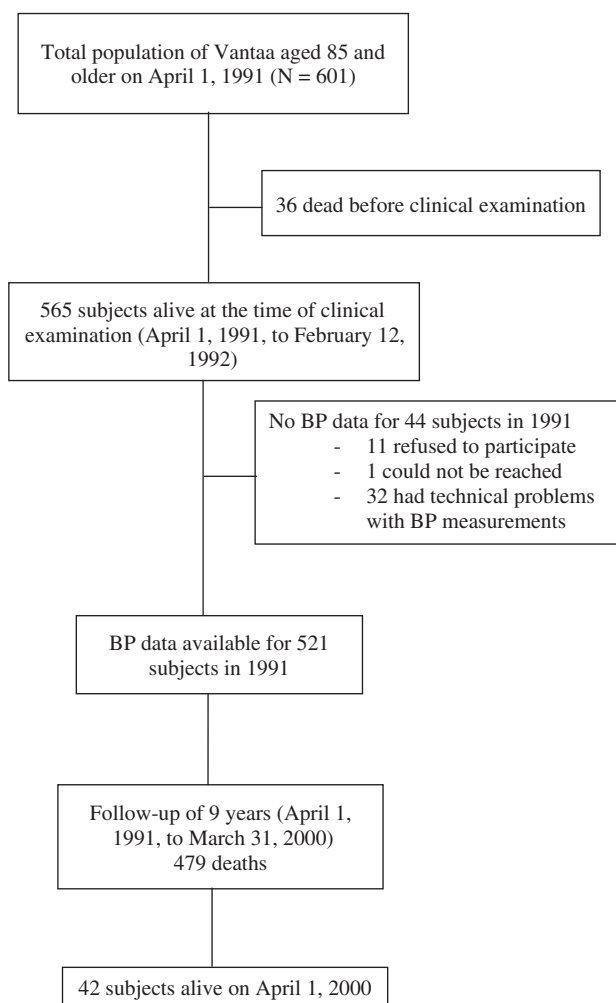 Total population of Vantaa aged 85 and
older on April 1, 1991 (N = 601)
36 dead before clinical examination
565 subjects alive at the time of clinical
examination (April 1, 1991, to February 12,
1992)
No BP data for 44 subjects in 1991
- 11 refused to participate
- 1 could not be reached
- 32 had technical problems
with BP measurements
BP data available for 521
subjects in 1991
Follow-up of 9 years (April 1,
1991, to March 31, 2000)
479 deaths
42 subjects alive on April 1, 2000